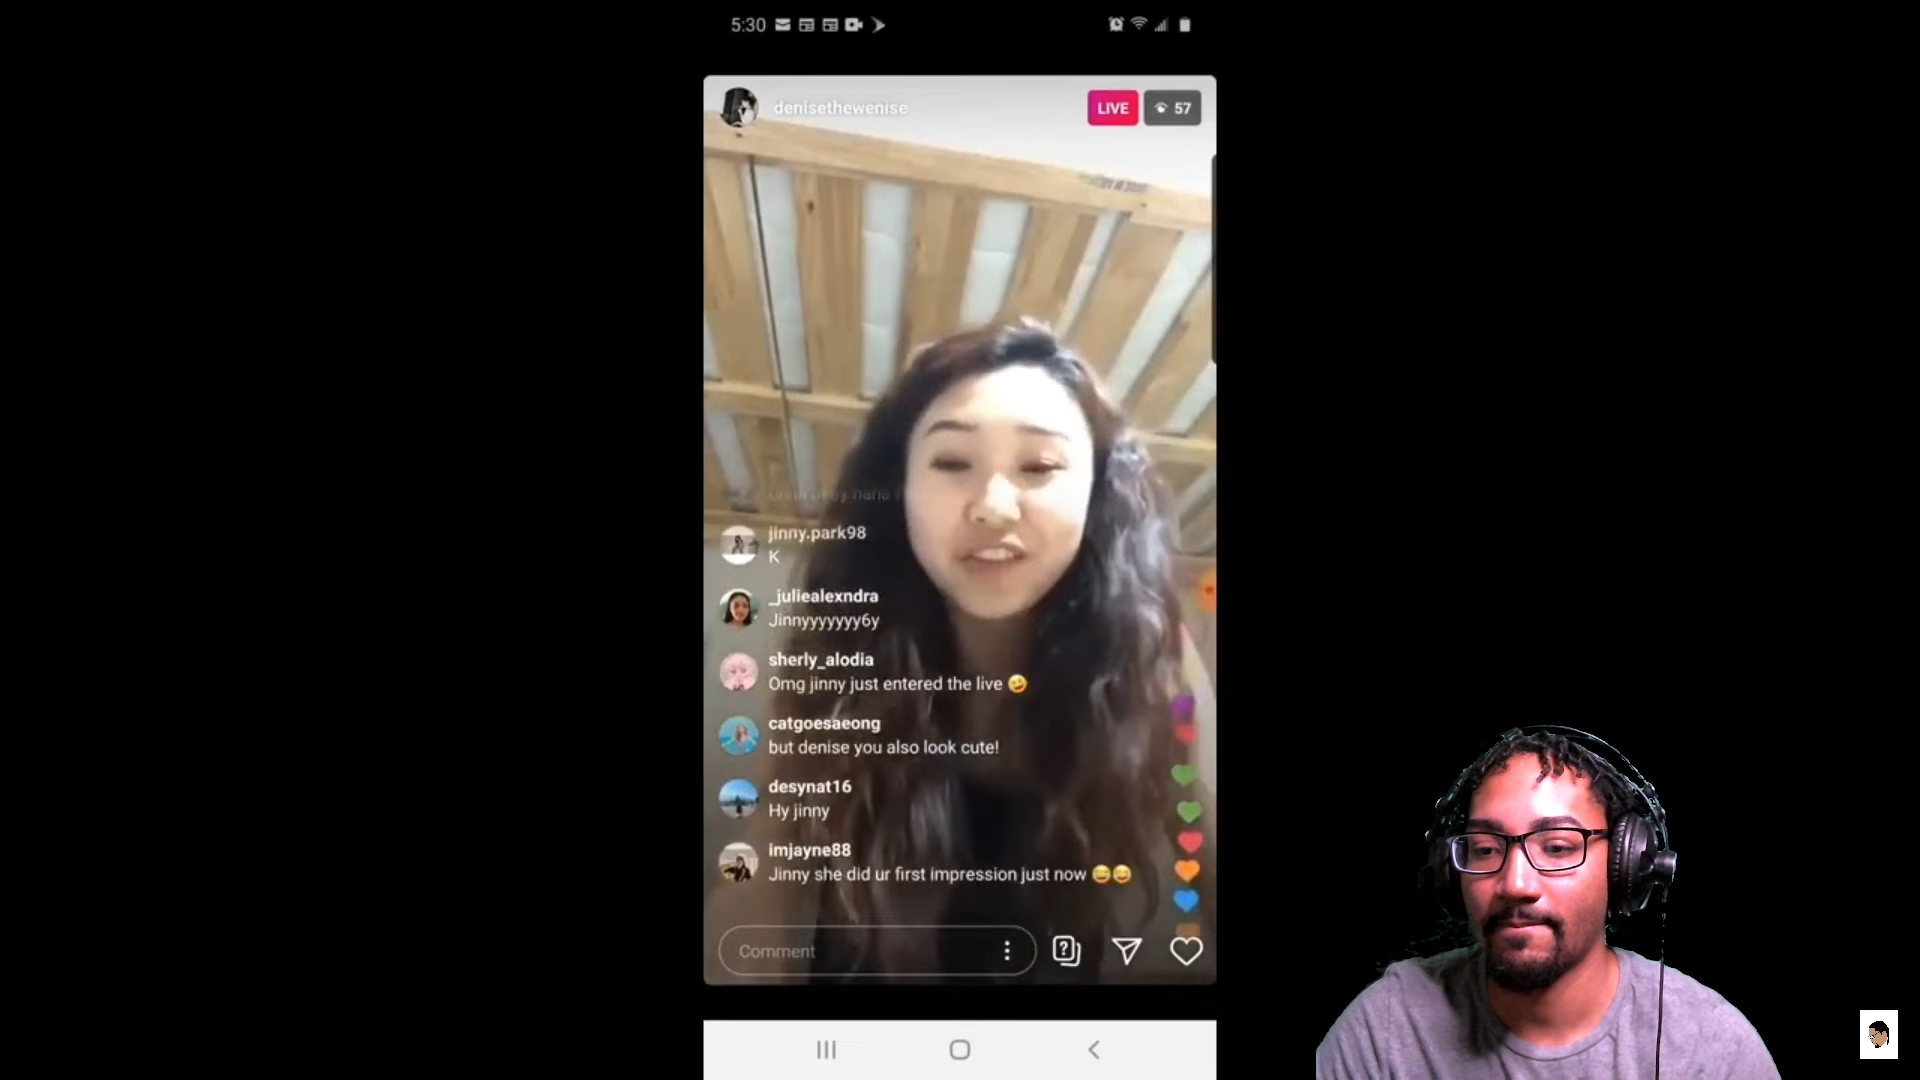 5:30
denisethewenise
LIVE
57
jinny.park98
K
_juliealexndra
Jinnyyyyyyy6y
sherly_alodia
Omg jinny just entered the live 🤣
catgoesaeong
but denise you also look cute!
desynat16
Hy jinny
imjayne88
Jinny she did ur first impression just now 😂😂
Comment